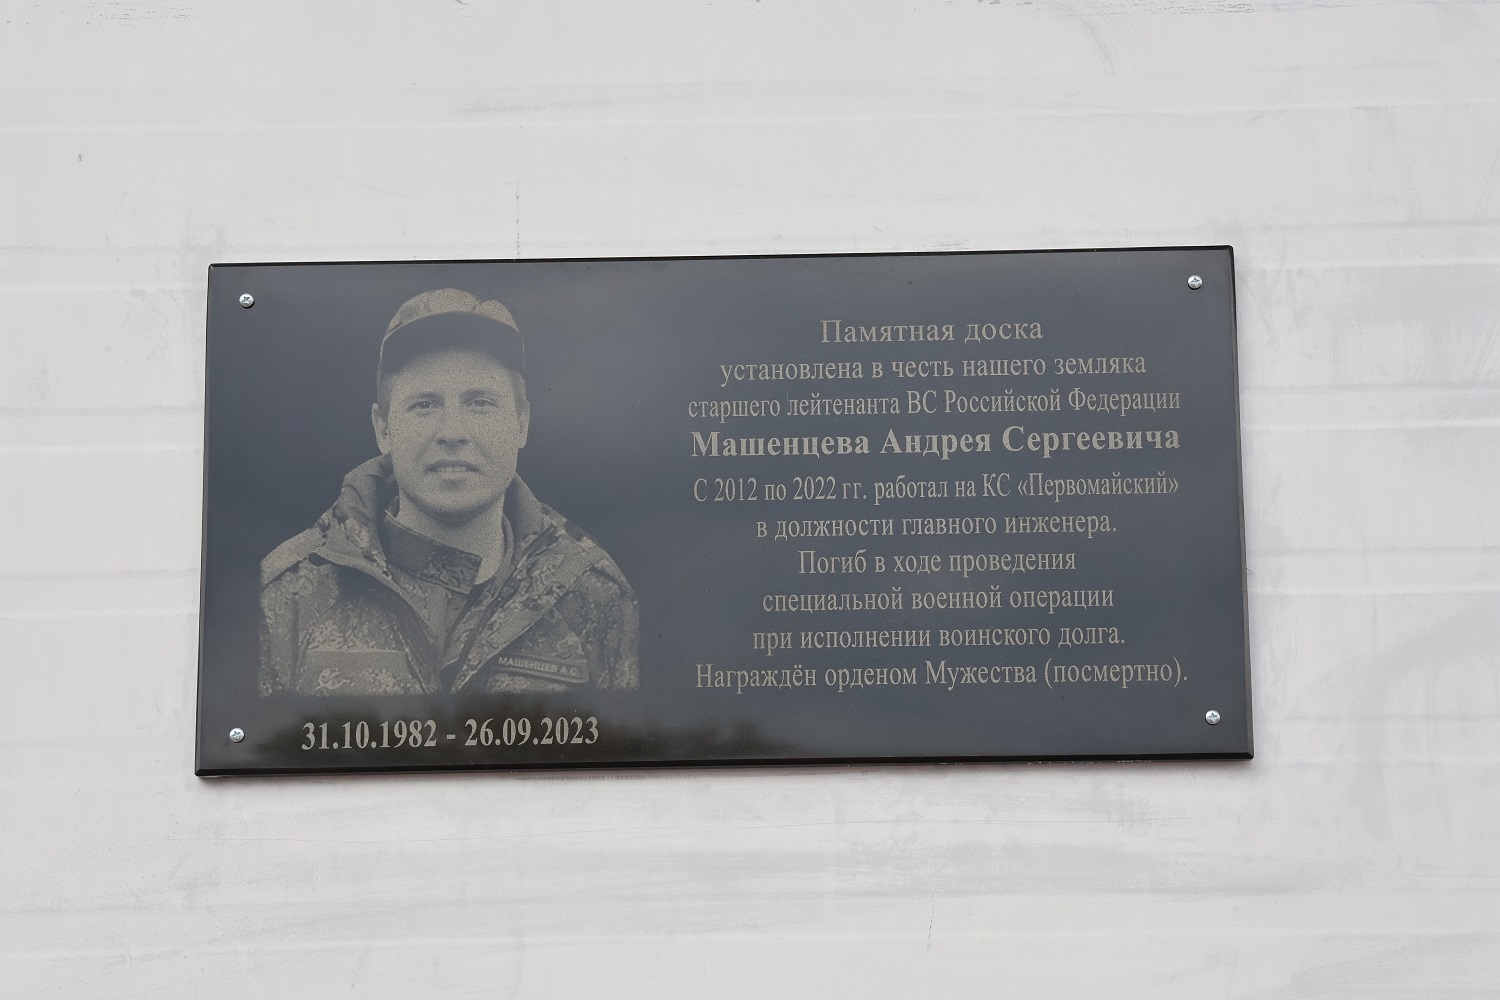 Памятная доска
установлена в честь нашего земляка
старшего лейтенанта ВС Российской Федерации
Машенцева Андрея Сергеевича
С 2012 по 2022 гг. работал на КС «Первомайский»
в должности главного инженера.
Погиб в ходе проведения
специальной военной операции
при исполнении воинского долга.
Награждён орденом Мужества (посмертно).
МАШЕНЦЕВ А.С.
31.10.1982 - 26.09.2023